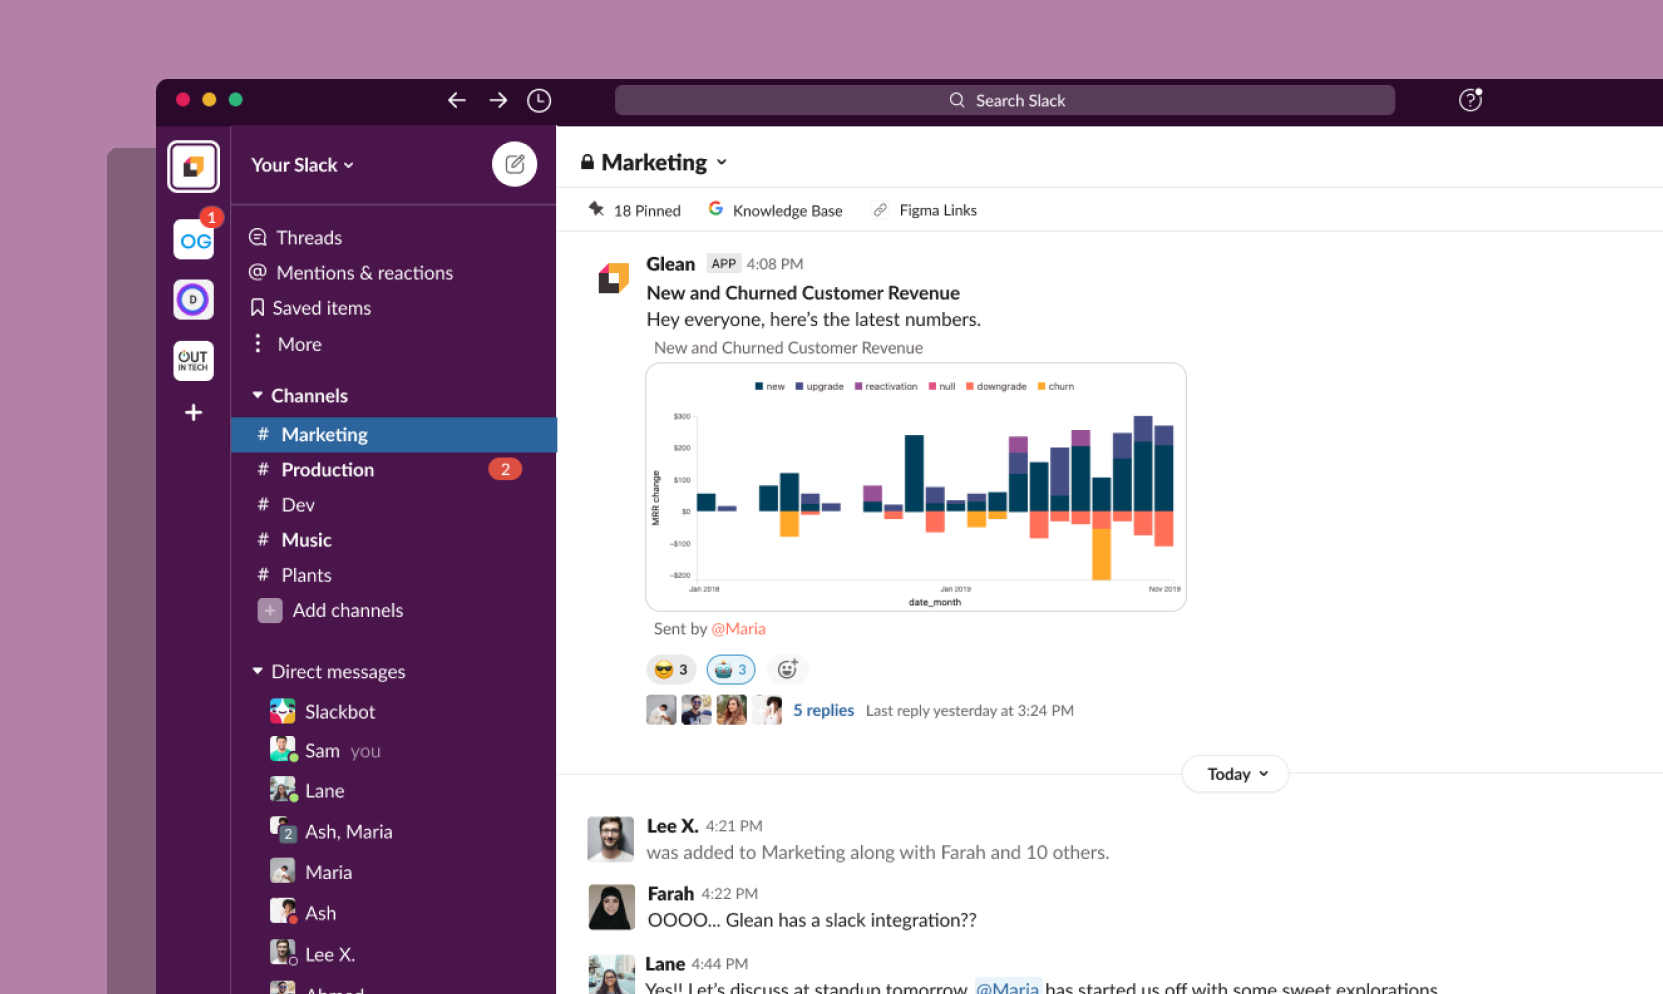 Search Slack
Your Slack
1
OG
D
OUT
IN TECH
Threads
Mentions & reactions
Saved items
More
Channels
# Marketing
# Production 2
# Dev
# Music
# Plants
+ Add channels
Direct messages
Slackbot
Sam you
Lane
2 Ash, Maria
Maria
Ash
Lee X.
Ahmed
Marketing
18 Pinned
Knowledge Base
Figma Links
Glean APP 4:08 PM
New and Churned Customer Revenue
Hey everyone, here’s the latest numbers.
New and Churned Customer Revenue
new upgrade reactivation null downgrade churn
$300
$200
$100
$0
–$100
–$200
MRR change
Jan 2018 Jan 2019 Nov 2019
date_month
Sent by @Maria
3 3
5 replies Last reply yesterday at 3:24 PM
Today
Lee X. 4:21 PM
was added to Marketing along with Farah and 10 others.
Farah 4:22 PM
OOOO... Glean has a slack integration??
Lane 4:44 PM
Yes!! Let’s discuss at standup tomorrow. @Maria has started us off with some sweet explorations